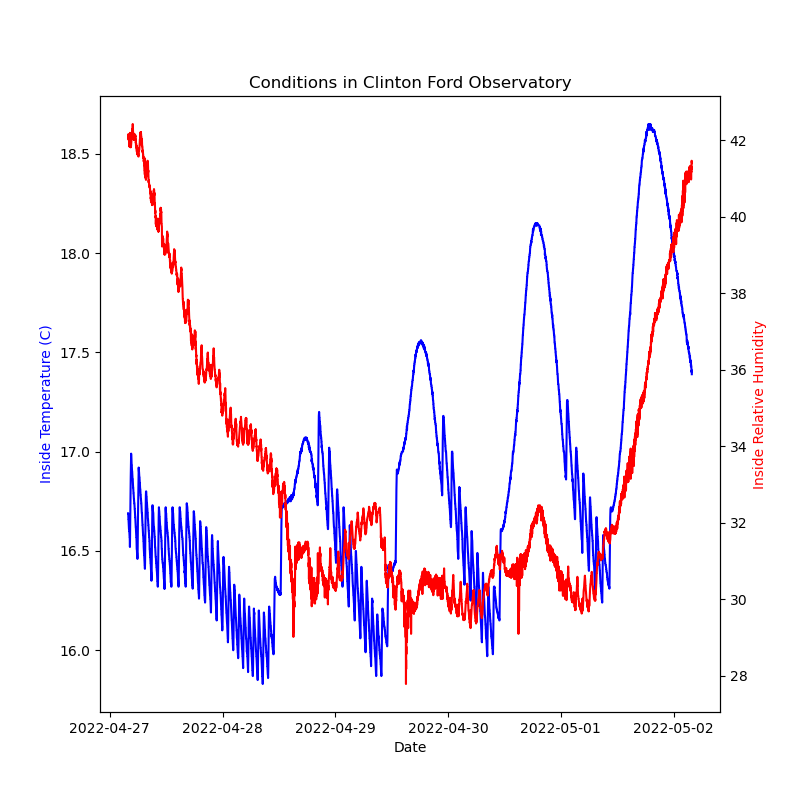 Conditions in Clinton Ford Observatory
18.5
18.0
17.5
17.0
16.5
16.0
Inside Temperature (C)
42
40
38
36
34
32
30
28
Inside Relative Humidity
2022-04-27 2022-04-28 2022-04-29 2022-04-30 2022-05-01 2022-05-02
Date